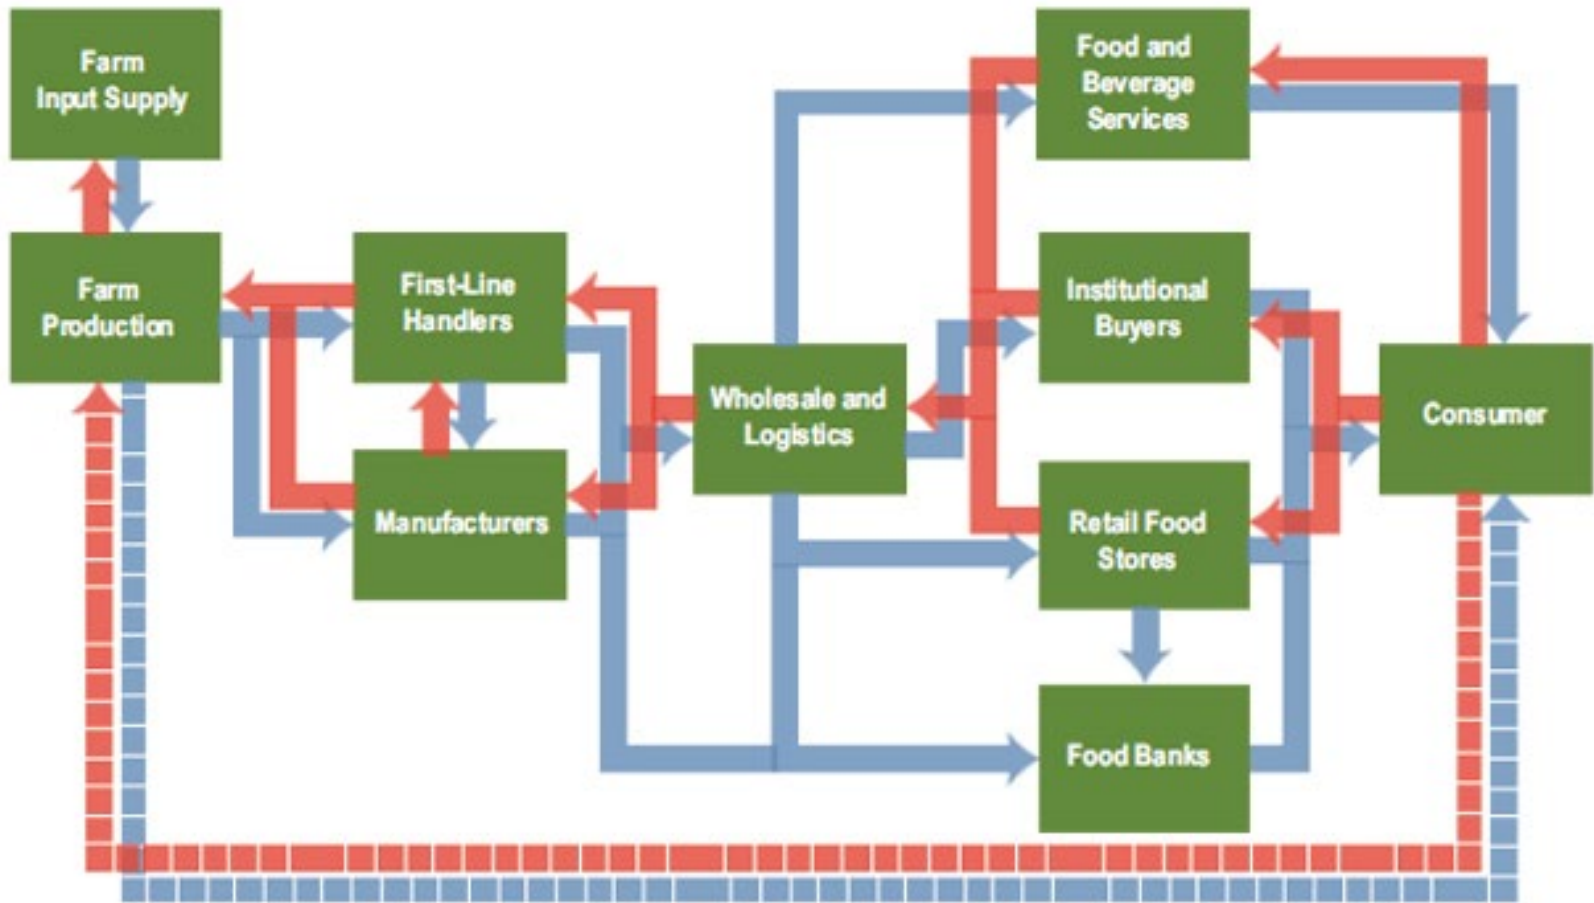 Farm
Input Supply
Food and
Beverage
Services
Farm
Production
First-Line
Handlers
Institutional
Buyers
Wholesale and
Logistics
Consumer
Manufacturers
Retail Food
Stores
Food Banks